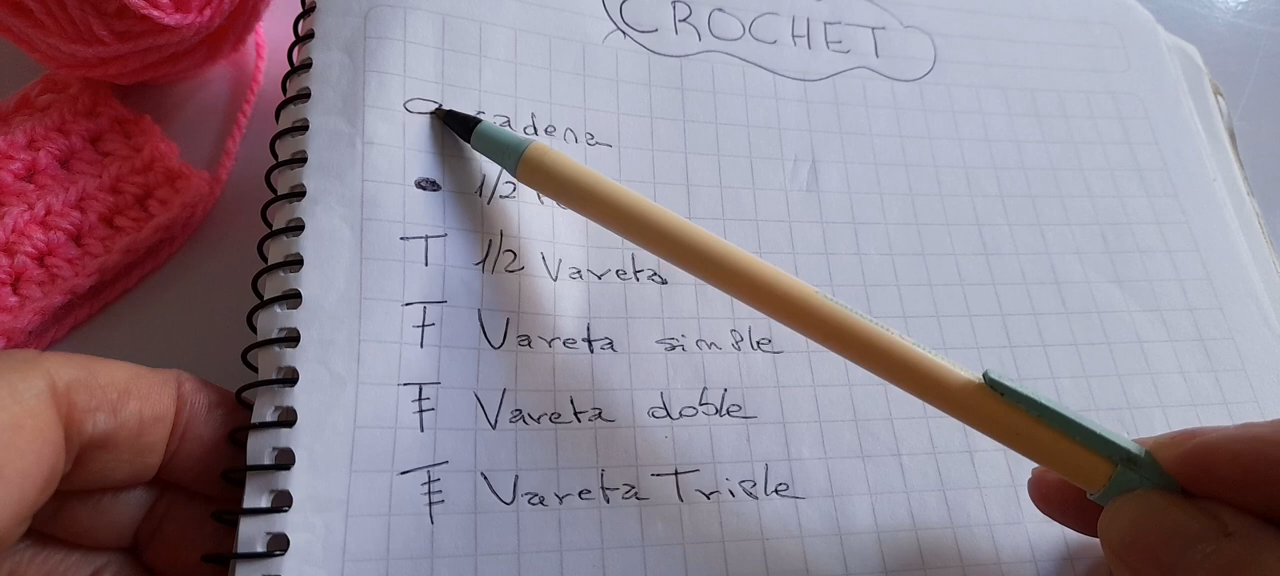 CROCHET
cadena
1/2
T 1/2 Vareta
Vareta simple
Vareta doble
Vareta Triple